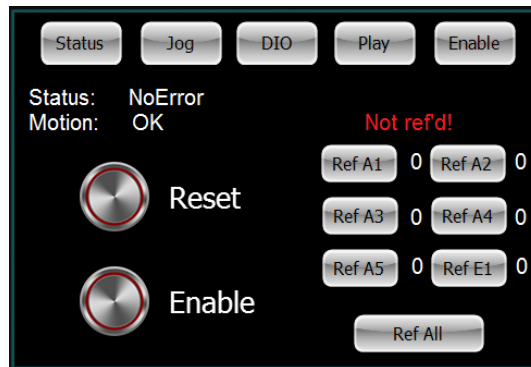 Status Jog DIO Play Enable
Status: NoError
Motion: OK
Not ref'd!
Ref A1 0 Ref A2 0
Reset
Ref A3 0 Ref A4 0
Ref A5 0 Ref E1 0
Enable
Ref All